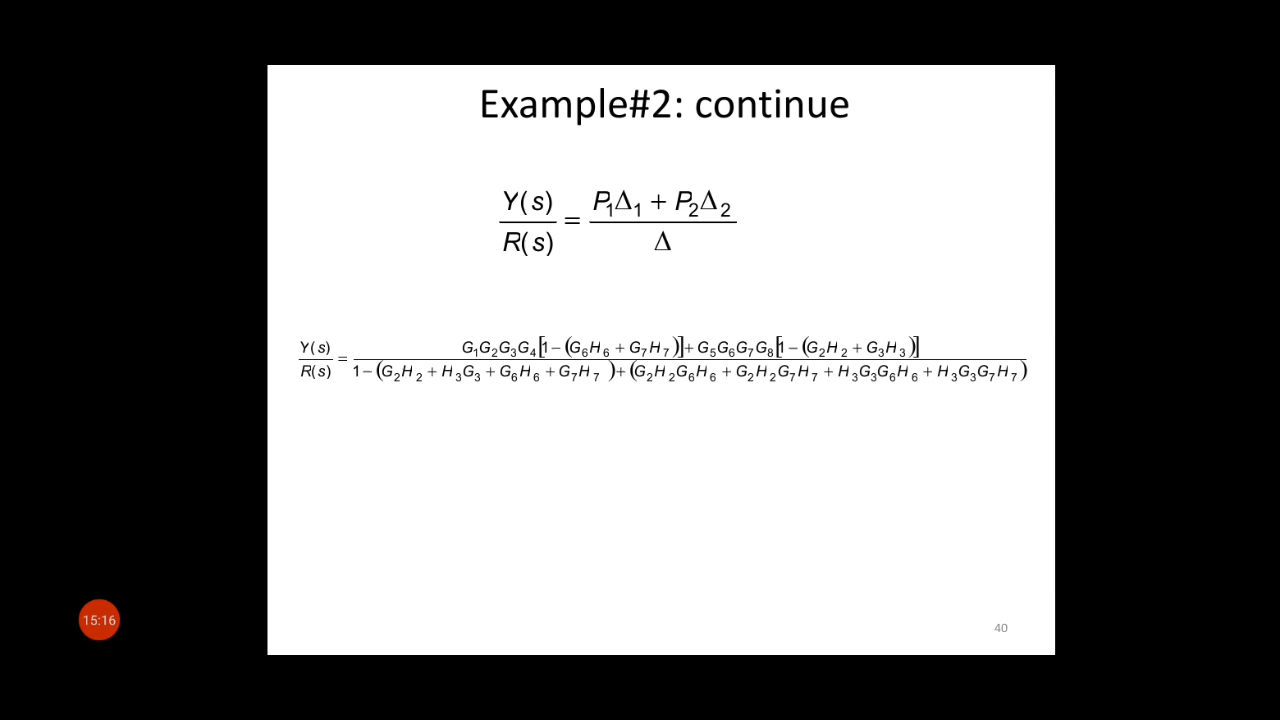 Example#2: continue
Y(s)/R(s) = (P₁Δ₁ + P₂Δ₂)/Δ
Y(s)/R(s) = (G₁G₂G₃G₄[1 − (G₆H₆ + G₇H₇)] + G₅G₆G₇G₈[1 − (G₂H₂ + G₃H₃)])/(1 − (G₂H₂ + H₃G₃ + G₆H₆ + G₇H₇) + (G₂H₂G₆H₆ + G₂H₂G₇H₇ + H₃G₃G₆H₆ + H₃G₃G₇H₇))
15:16
40